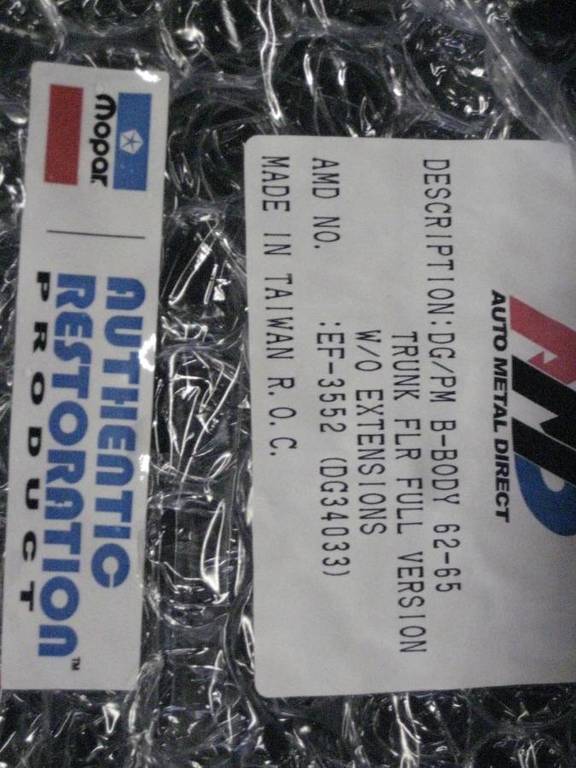 AMD
AUTO METAL DIRECT
DESCRIPTION:DG/PM B-BODY 62-65
TRUNK FLR FULL VERSION
W/O EXTENSIONS
AMD NO. :EF-3552 (DG34033)
MADE IN TAIWAN R.O.C.
Mopar
AUTHENTIC
RESTORATION™
PRODUCT